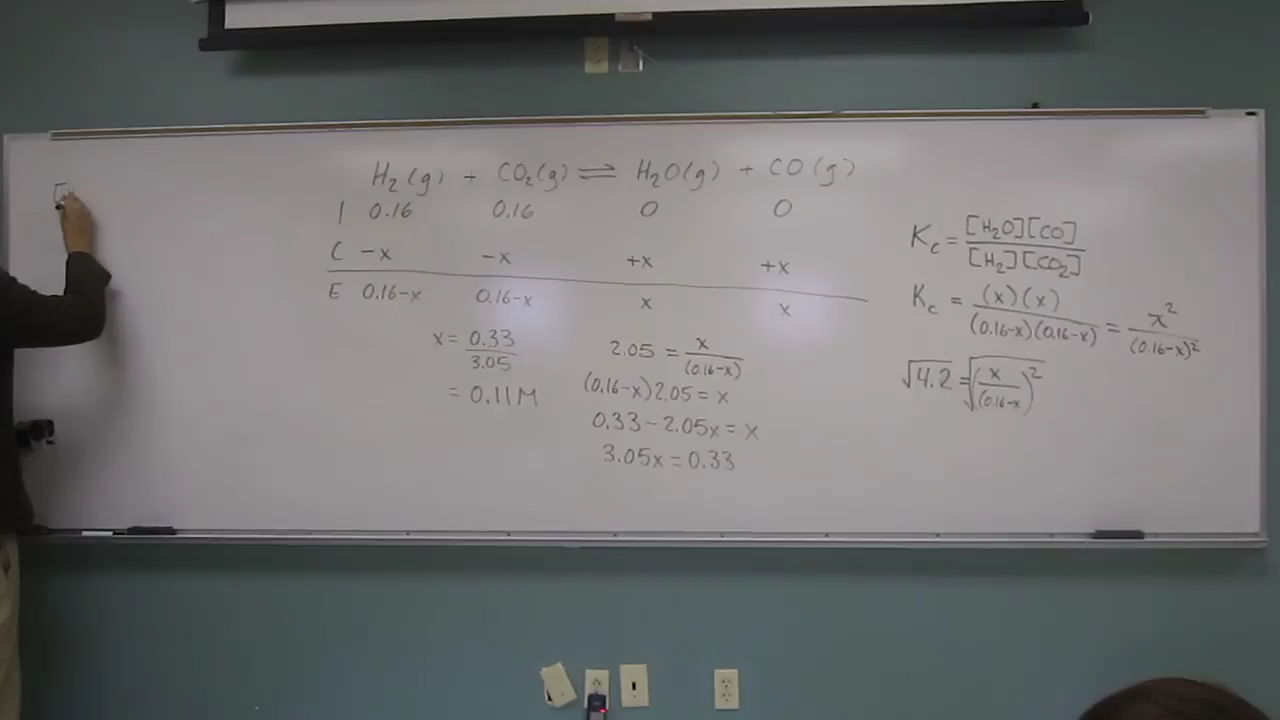 [H
H₂(g) + CO₂(g) ⇌ H₂O(g) + CO(g)
I 0.16 0.16 0 0
C -x -x +x +x
E 0.16-x 0.16-x x x
x = 0.33/3.05
= 0.11M
2.05 = x/(0.16-x)
(0.16-x)2.05 = x
0.33-2.05x = x
3.05x = 0.33
Kc = [H₂O][CO]/[H₂][CO₂]
Kc = (x)(x)/(0.16-x)(0.16-x) = x²/(0.16-x)²
√4.2 = √(x/(0.16-x))²